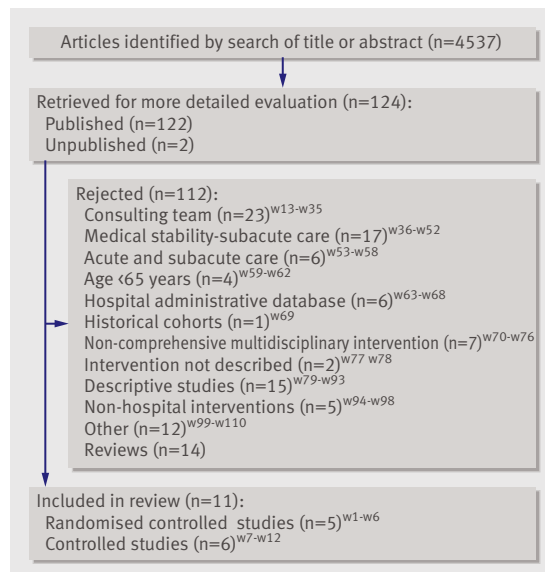 Articles identified by search of title or abstract (n=4537)
Retrieved for more detailed evaluation (n=124):
Published (n=122)
Unpublished (n=2)
Rejected (n=112):
Consulting team (n=23)w13-w35
Medical stability-subacute care (n=17)w36-w52
Acute and subacute care (n=6)w53-w58
Age <65 years (n=4)w59-w62
Hospital administrative database (n=6)w63-w68
Historical cohorts (n=1)w69
Non-comprehensive multidisciplinary intervention (n=7)w70-w76
Intervention not described (n=2)w77 w78
Descriptive studies (n=15)w79-w93
Non-hospital interventions (n=5)w94-w98
Other (n=12)w99-w110
Reviews (n=14)
Included in review (n=11):
Randomised controlled studies (n=5)w1-w6
Controlled studies (n=6)w7-w12